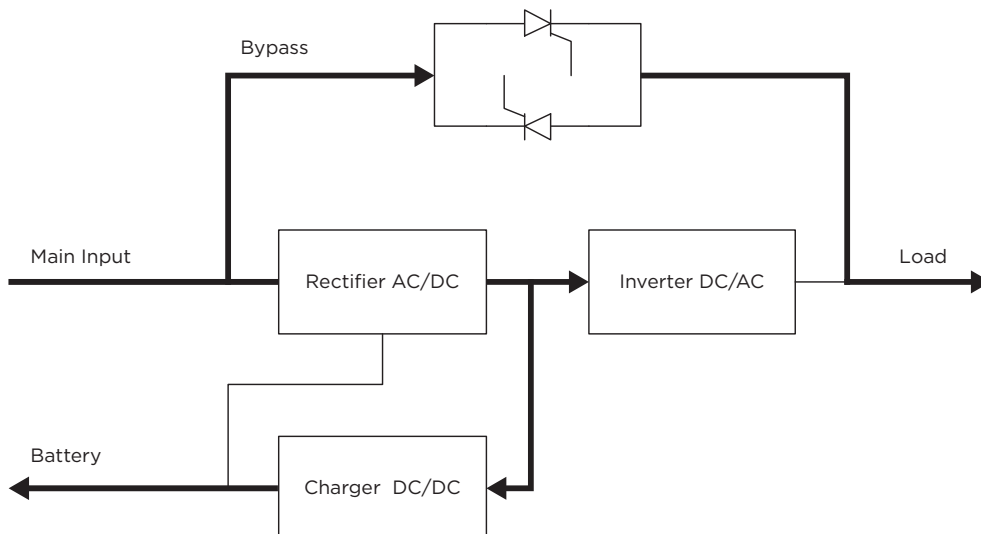 Bypass
Main Input
Rectifier AC/DC
Inverter DC/AC
Load
Battery
Charger DC/DC